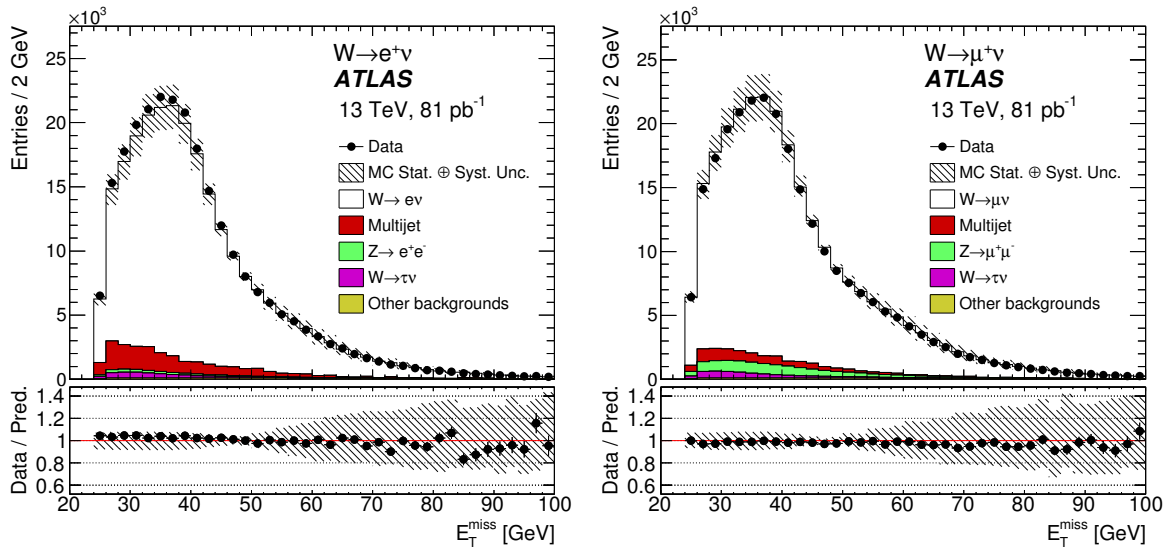 ×10³
Entries / 2 GeV
25
20
15
10
5
0
W→e⁺ν
ATLAS
13 TeV, 81 pb⁻¹
Data
MC Stat. ⊕ Syst. Unc.
W→ eν
Multijet
Z→ e⁺e⁻
W→τν
Other backgrounds
Data / Pred.
1.4
1.2
1
0.8
0.6
20 30 40 50 60 70 80 90 100
E_T^miss [GeV]
×10³
Entries / 2 GeV
25
20
15
10
5
0
W→μ⁺ν
ATLAS
13 TeV, 81 pb⁻¹
Data
MC Stat. ⊕ Syst. Unc.
W→μν
Multijet
Z→μ⁺μ⁻
W→τν
Other backgrounds
Data / Pred.
1.4
1.2
1
0.8
0.6
20 30 40 50 60 70 80 90 100
E_T^miss [GeV]